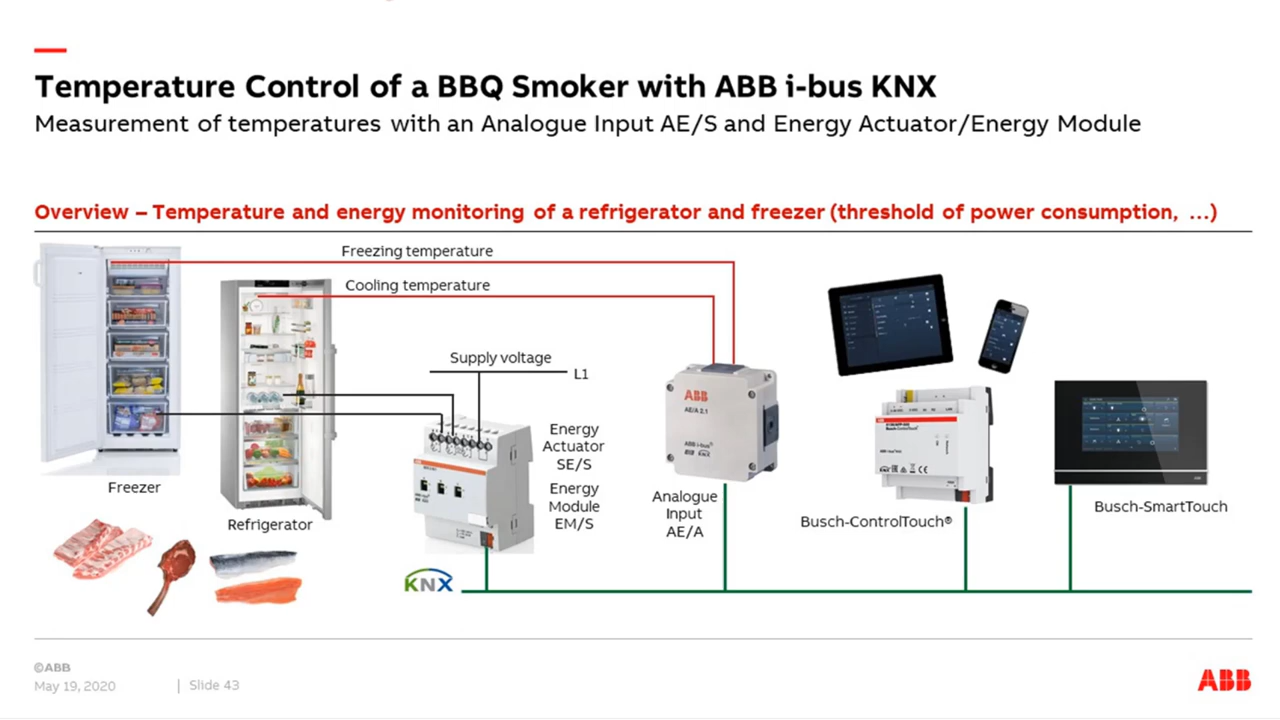 Temperature Control of a BBQ Smoker with ABB i-bus KNX
Measurement of temperatures with an Analogue Input AE/S and Energy Actuator/Energy Module
Overview – Temperature and energy monitoring of a refrigerator and freezer (threshold of power consumption, ...)
Freezing temperature
Cooling temperature
Supply voltage
L1
Freezer
Refrigerator
Energy
Actuator
SE/S
Energy
Module
EM/S
ABB
AE/A 2.1
ABB i-bus®
KNX
Analogue
Input
AE/A
Busch-ControlTouch®
Busch-SmartTouch
KNX
©ABB
May 19, 2020
Slide 43
ABB